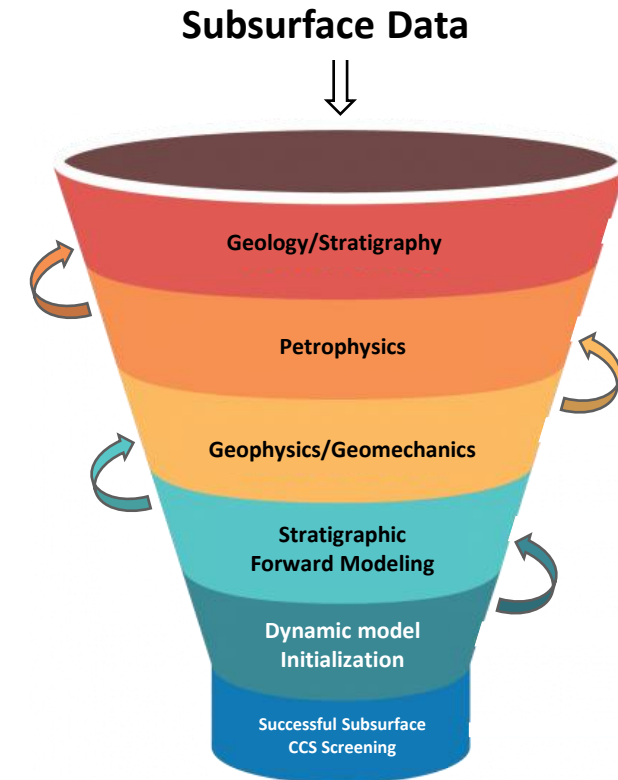 Subsurface Data
Geology/Stratigraphy
Petrophysics
Geophysics/Geomechanics
Stratigraphic
Forward Modeling
Dynamic model
Initialization
Successful Subsurface
CCS Screening